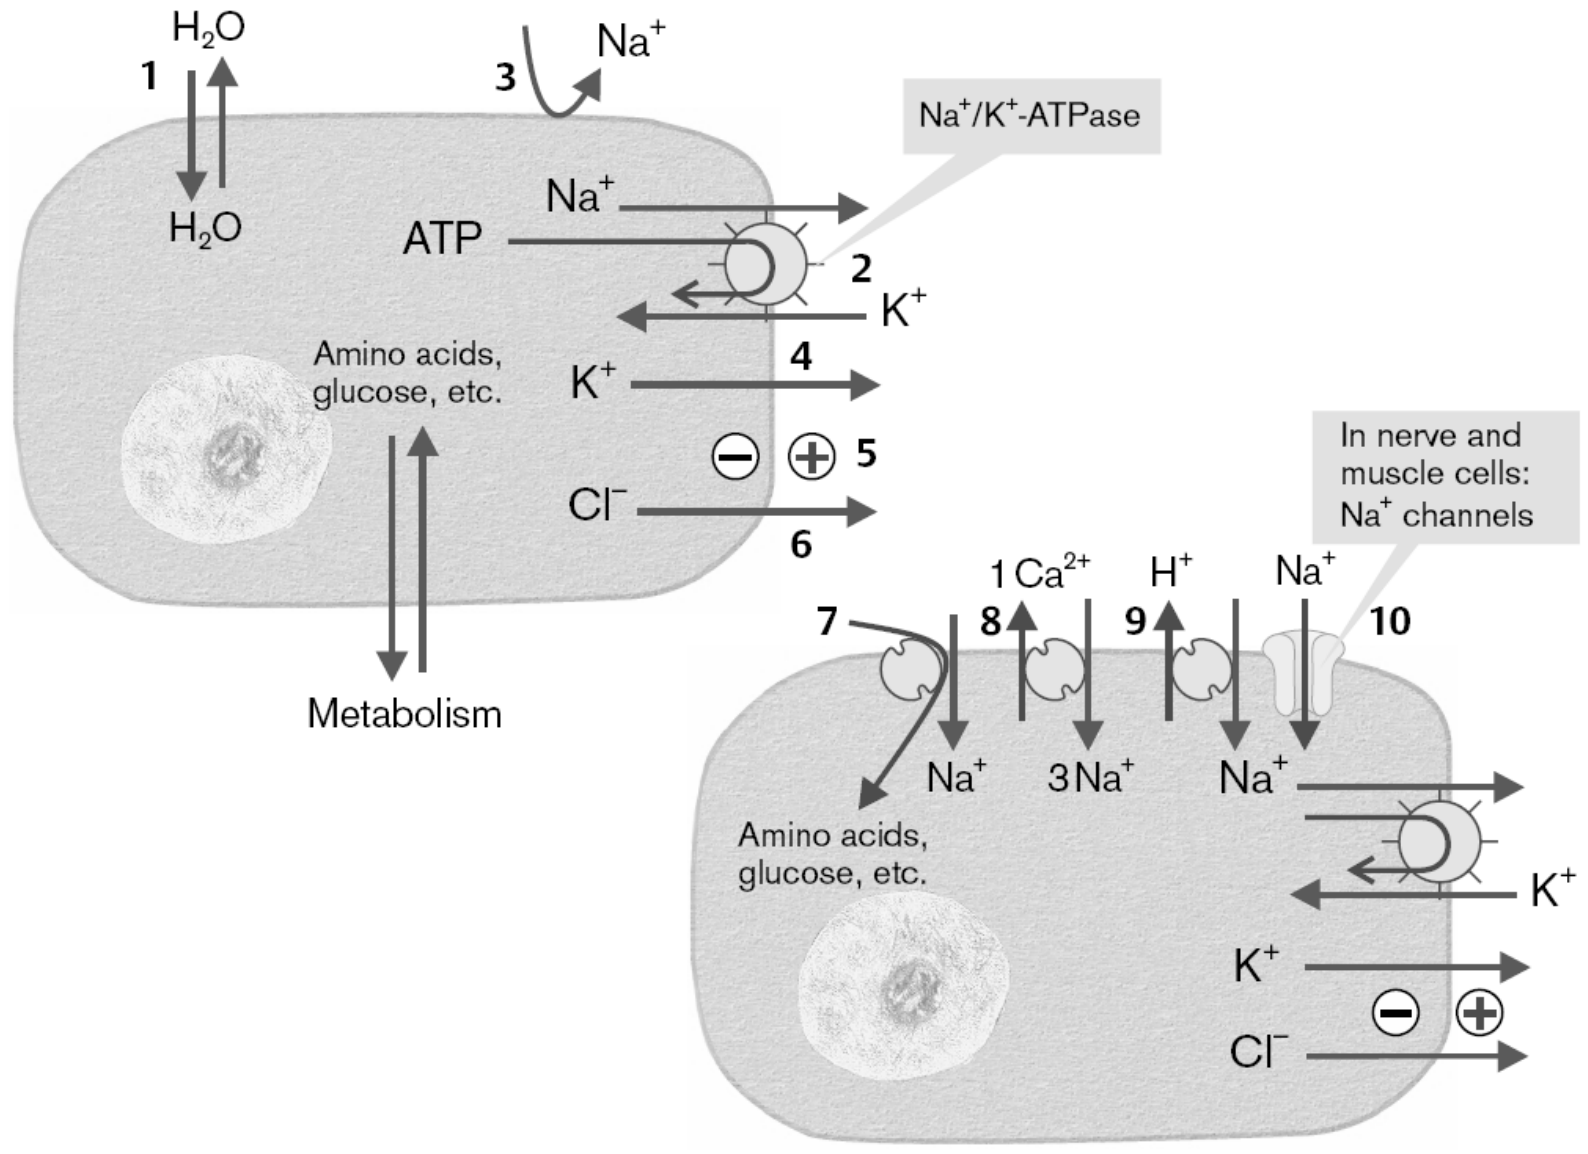 H₂O
1
H₂O
3
Na⁺
Na⁺/K⁺-ATPase
Na⁺
ATP
2
K⁺
Amino acids,
glucose, etc.
4
K⁺
− + 5
Cl⁻
6
Metabolism
In nerve and
muscle cells:
Na⁺ channels
7
8
1 Ca²⁺
9
H⁺
Na⁺
10
Na⁺
3 Na⁺
Na⁺
Amino acids,
glucose, etc.
K⁺
K⁺
− +
Cl⁻